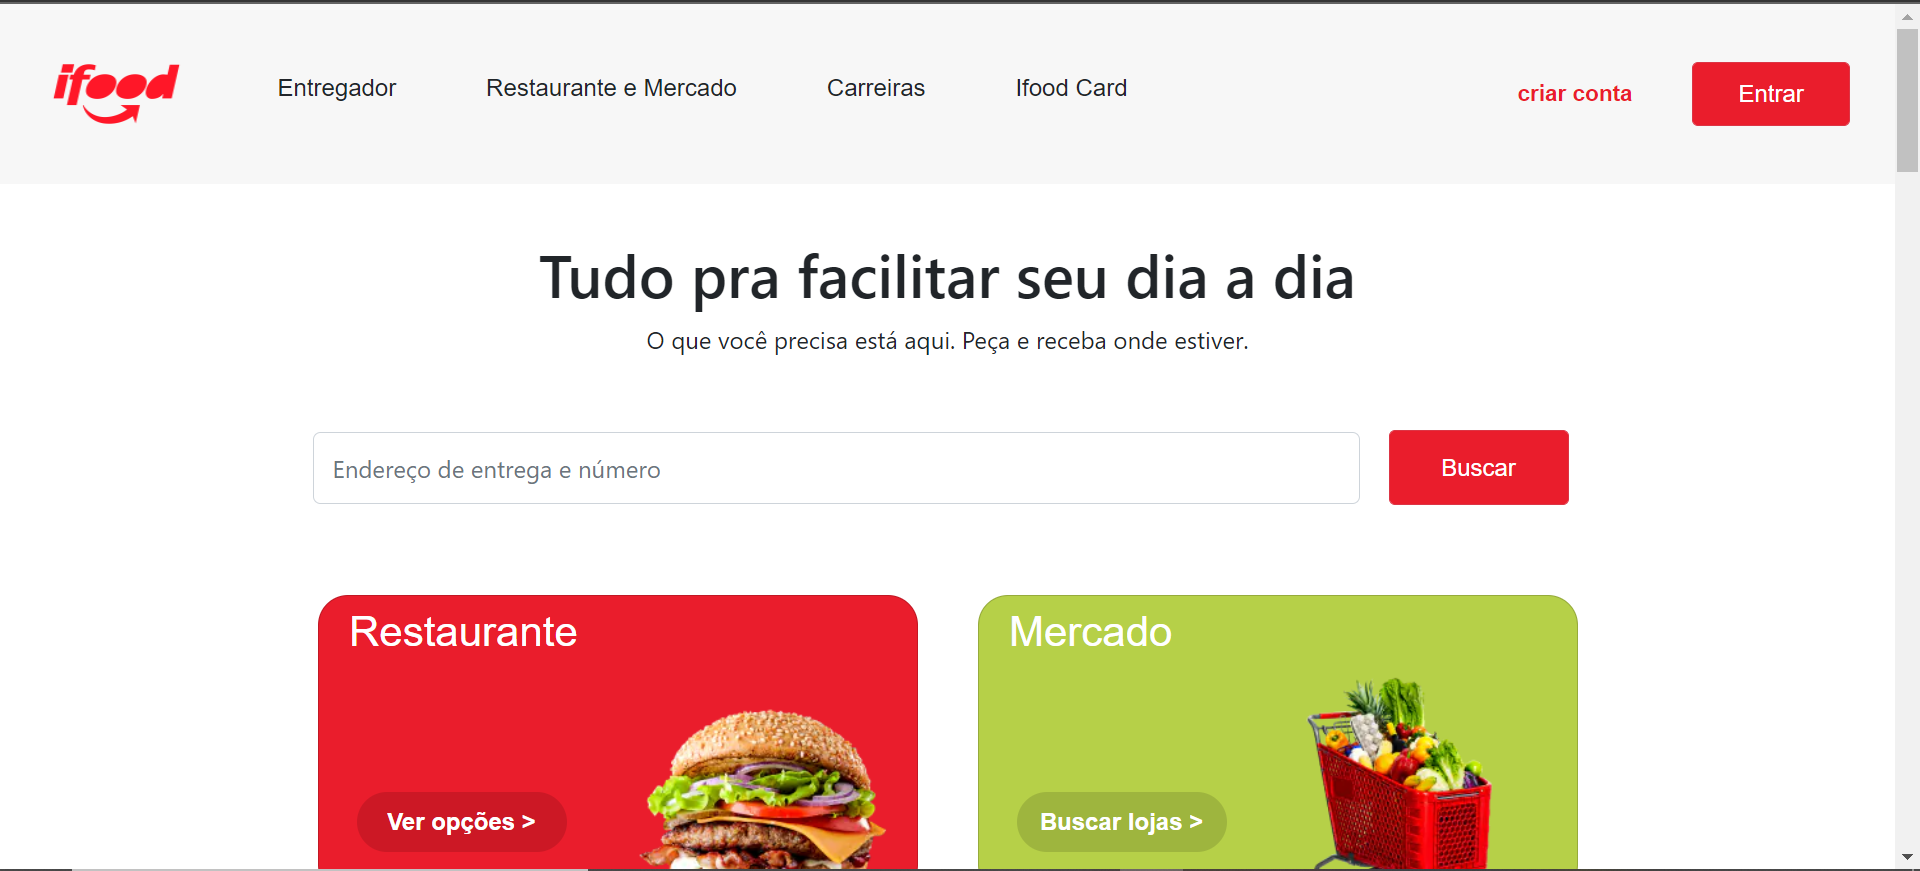 ifood
Entregador
Restaurante e Mercado
Carreiras
Ifood Card
criar conta
Entrar
Tudo pra facilitar seu dia a dia
O que você precisa está aqui. Peça e receba onde estiver.
Endereço de entrega e número
Buscar
Restaurante
Mercado
Ver opções >
Buscar lojas >